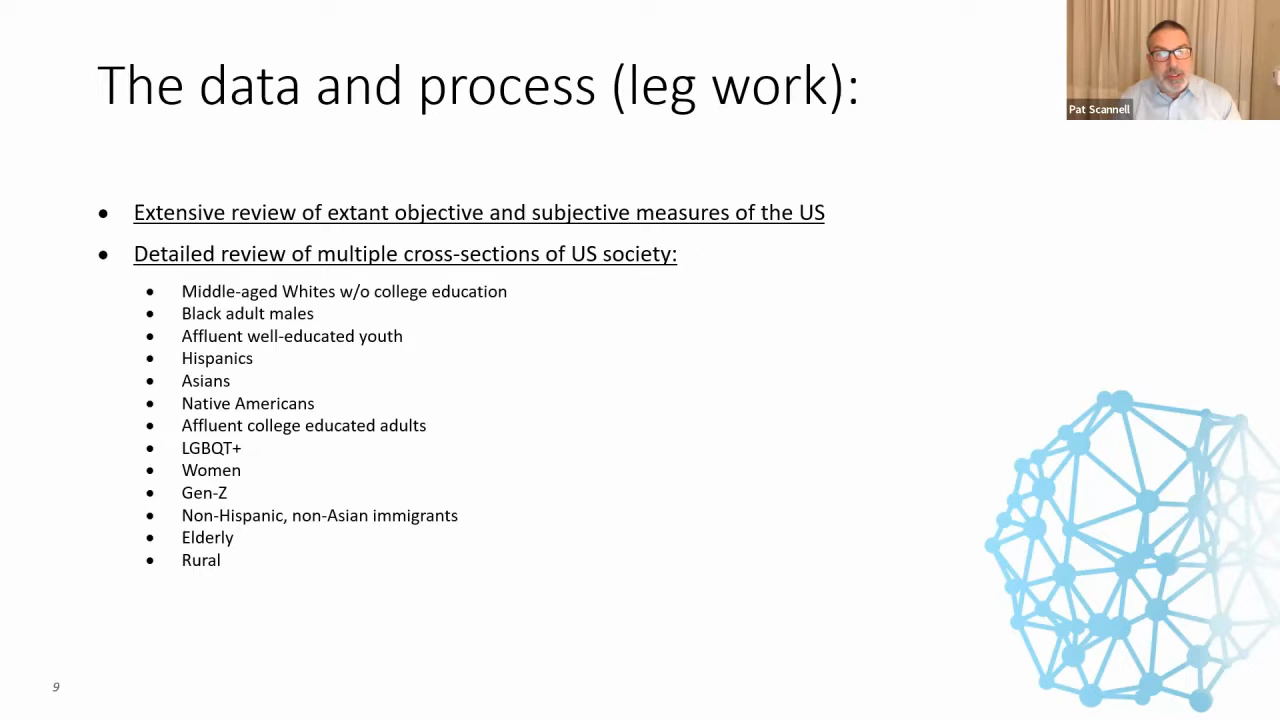 The data and process (leg work):
Pat Scannell
• Extensive review of extant objective and subjective measures of the US
• Detailed review of multiple cross-sections of US society:
• Middle-aged Whites w/o college education
• Black adult males
• Affluent well-educated youth
• Hispanics
• Asians
• Native Americans
• Affluent college educated adults
• LGBQT+
• Women
• Gen-Z
• Non-Hispanic, non-Asian immigrants
• Elderly
• Rural
9